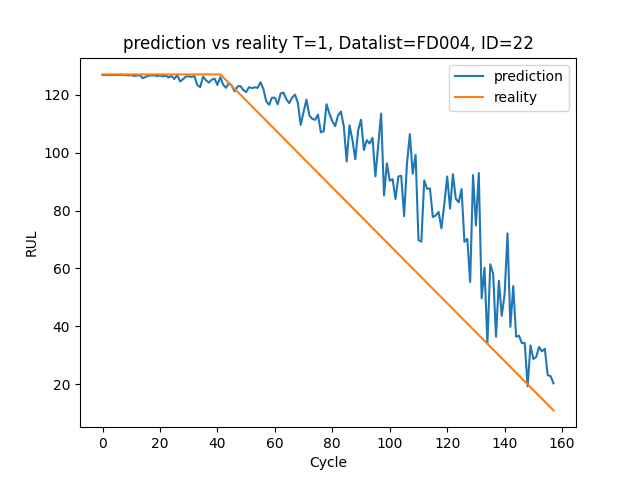 prediction vs reality T=1, Datalist=FD004, ID=22
prediction
reality
RUL
120
100
80
60
40
20
0 20 40 60 80 100 120 140 160
Cycle